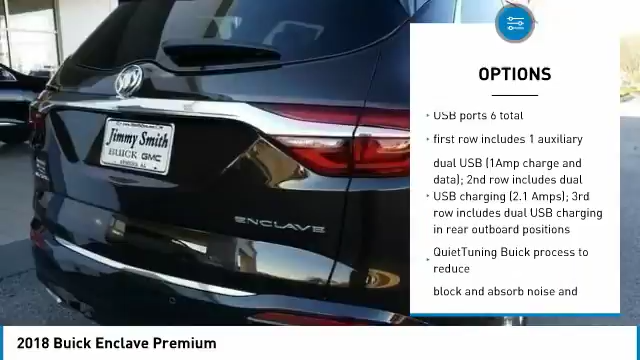 OPTIONS
USB ports 6 total
first row includes 1 auxiliary
dual USB (1Amp charge and
data); 2nd row includes dual
USB charging (2.1 Amps); 3rd
row includes dual USB charging
in rear outboard positions
QuietTuning Buick process to
reduce
block and absorb noise and
Jimmy Smith
BUICK GMC
ENCLAVE
2018 Buick Enclave Premium